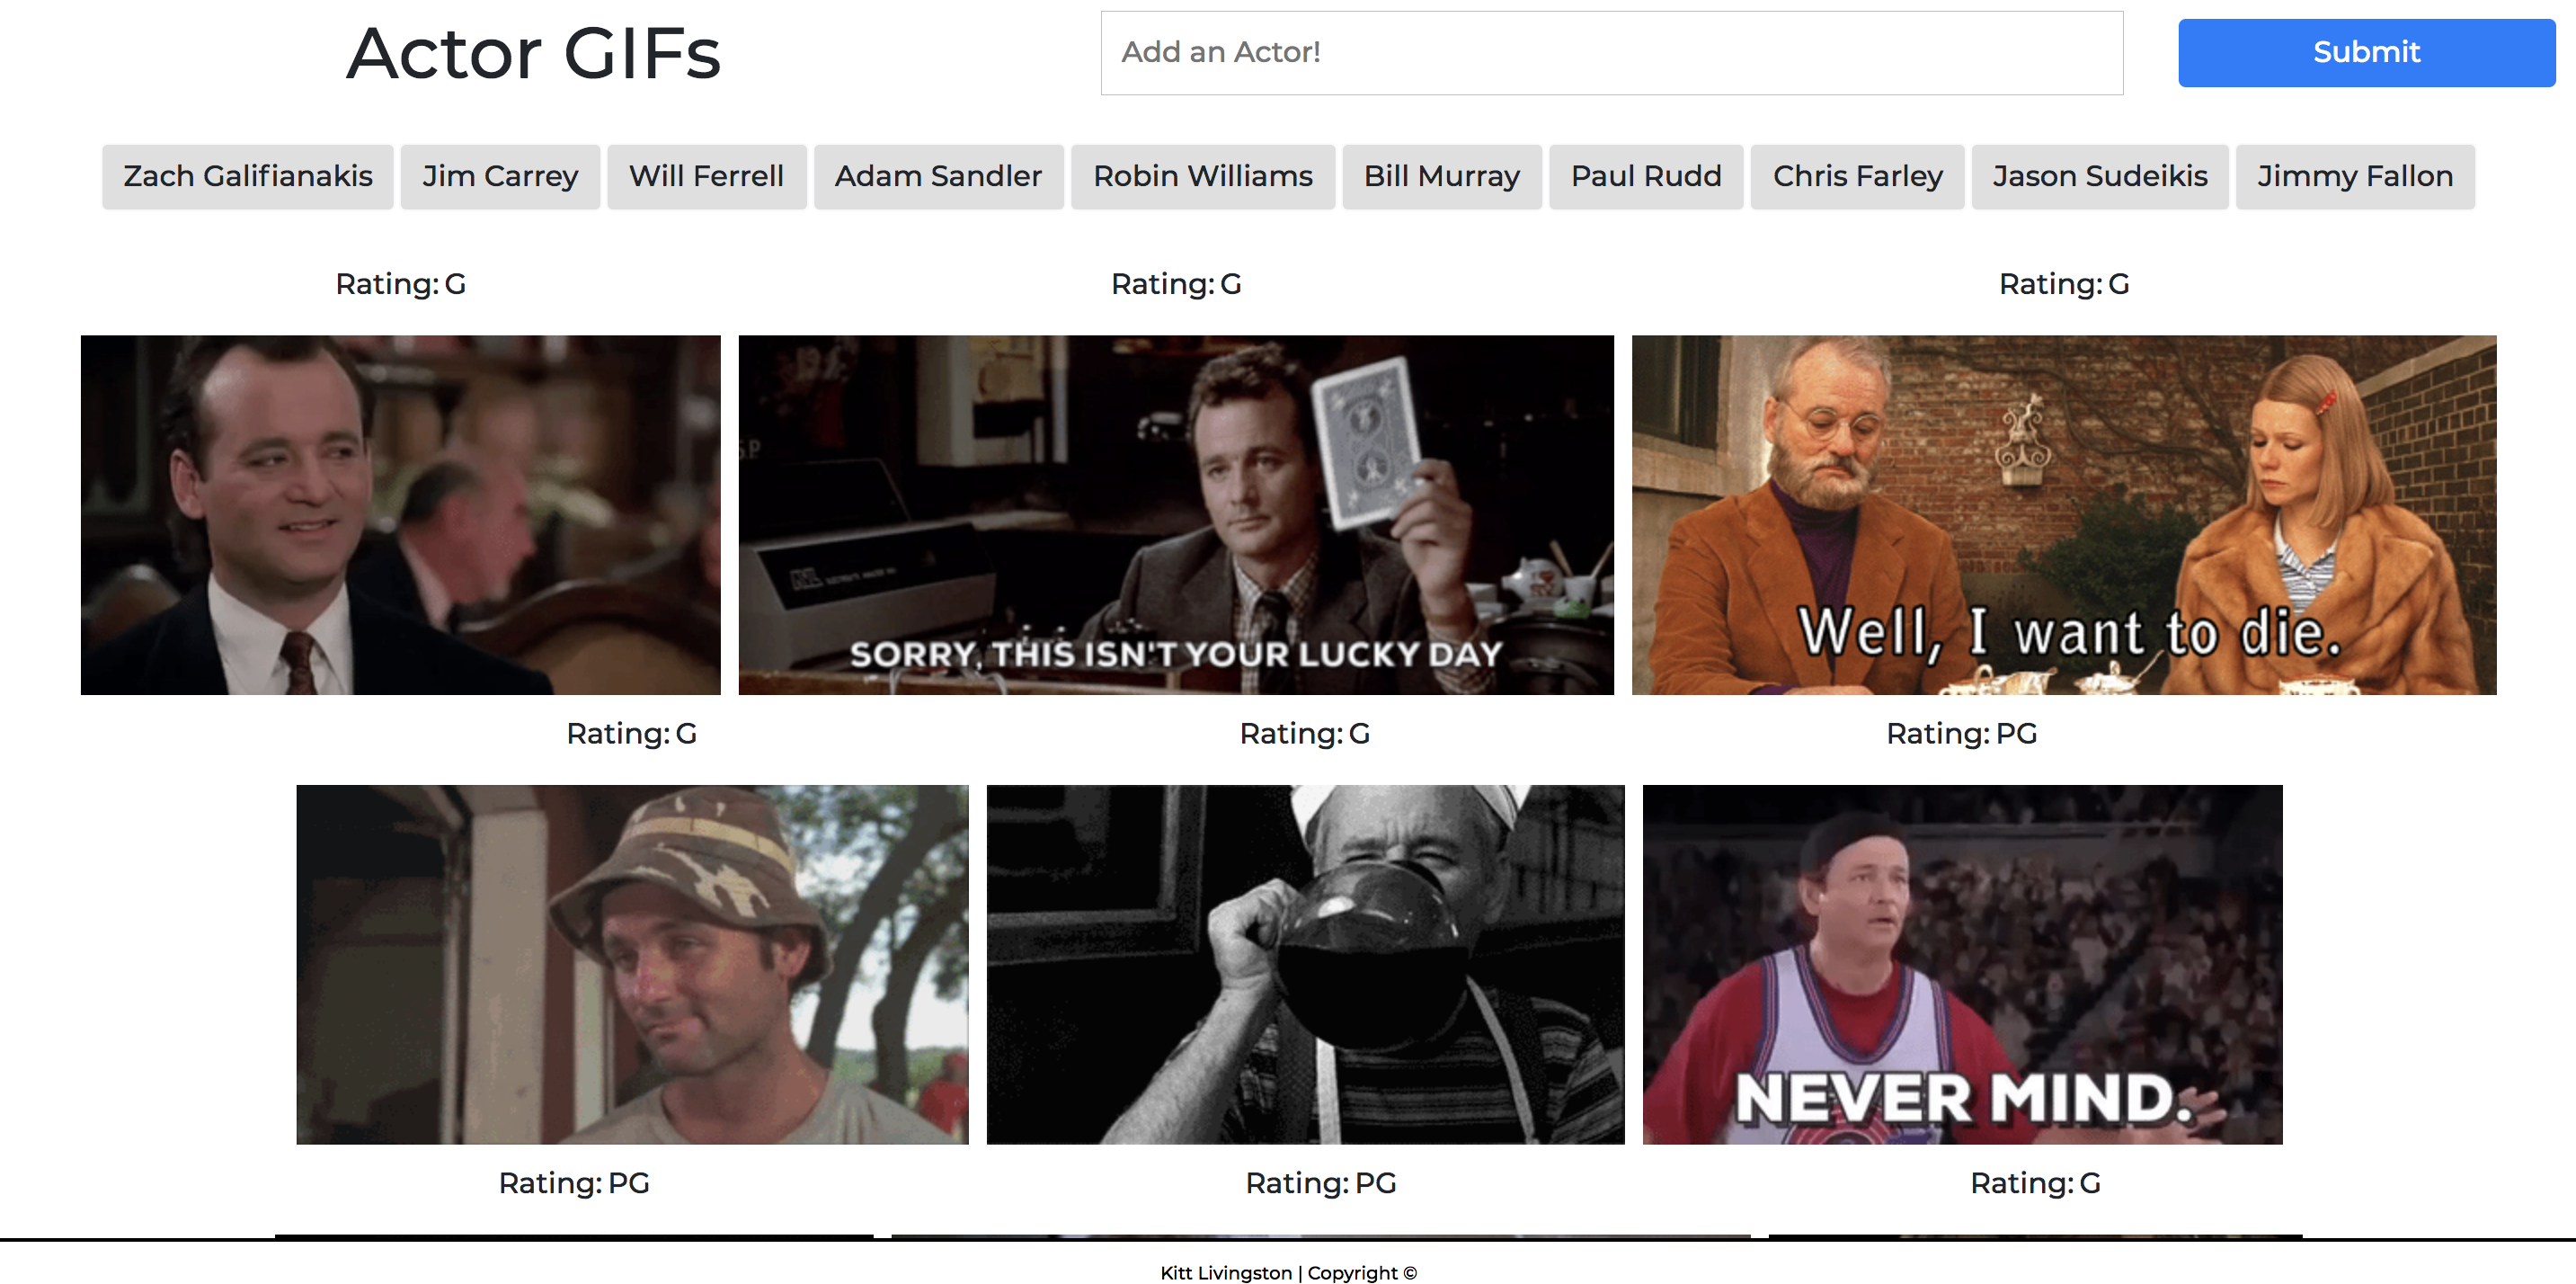 Actor GIFs
Add an Actor!
Submit
Zach Galifianakis
Jim Carrey
Will Ferrell
Adam Sandler
Robin Williams
Bill Murray
Paul Rudd
Chris Farley
Jason Sudeikis
Jimmy Fallon
Rating: G
Rating: G
Rating: G
SORRY, THIS ISN'T YOUR LUCKY DAY
Well, I want to die.
Rating: G
Rating: G
Rating: PG
NEVER MIND.
Rating: PG
Rating: PG
Rating: G
Kitt Livingston | Copyright ©